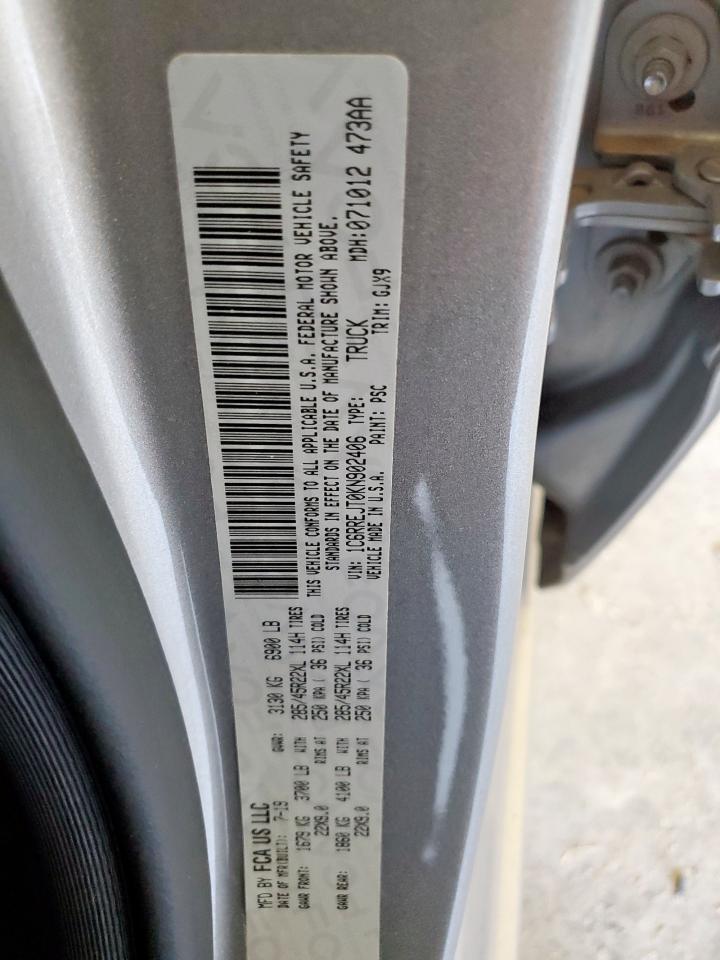 MFD BY FCA US LLC
DATE OF MFR(BUILT): 7-19 GVWR: 3130 KG 6900 LB
GAWR FRONT: 1679 KG 3700 LB WITH 285/45R22XL 114H TIRES
22X9.0 RIMS AT 250 KPA ( 36 PSI) COLD
GAWR REAR: 1860 KG 4100 LB WITH 285/45R22XL 114H TIRES
22X9.0 RIMS AT 250 KPA ( 36 PSI) COLD
THIS VEHICLE CONFORMS TO ALL APPLICABLE U.S.A. FEDERAL MOTOR VEHICLE SAFETY
STANDARDS IN EFFECT ON THE DATE OF MANUFACTURE SHOWN ABOVE.
VIN: 1C6RREJT0KN902406 TYPE: TRUCK MDH:071012 473AA
VEHICLE MADE IN U.S.A. PAINT: PSC TRIM: GJX9